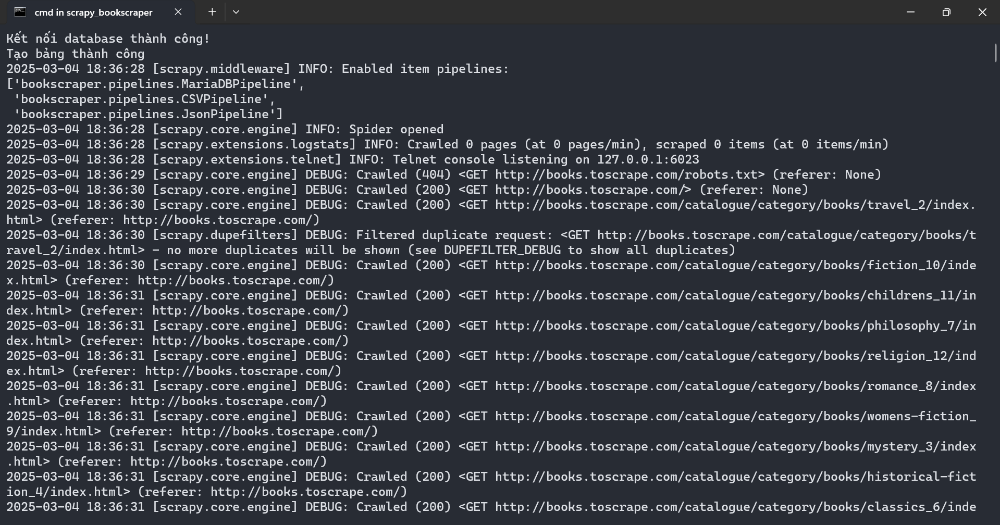 cmd in scrapy_bookscraper
Kết nối database thành công!
Tạo bảng thành công
2025-03-04 18:36:28 [scrapy.middleware] INFO: Enabled item pipelines:
['bookscraper.pipelines.MariaDBPipeline',
 'bookscraper.pipelines.CSVPipeline',
 'bookscraper.pipelines.JsonPipeline']
2025-03-04 18:36:28 [scrapy.core.engine] INFO: Spider opened
2025-03-04 18:36:28 [scrapy.extensions.logstats] INFO: Crawled 0 pages (at 0 pages/min), scraped 0 items (at 0 items/min)
2025-03-04 18:36:28 [scrapy.extensions.telnet] INFO: Telnet console listening on 127.0.0.1:6023
2025-03-04 18:36:29 [scrapy.core.engine] DEBUG: Crawled (404) <GET http://books.toscrape.com/robots.txt> (referer: None)
2025-03-04 18:36:30 [scrapy.core.engine] DEBUG: Crawled (200) <GET http://books.toscrape.com/> (referer: None)
2025-03-04 18:36:30 [scrapy.core.engine] DEBUG: Crawled (200) <GET http://books.toscrape.com/catalogue/category/books/travel_2/index.
html> (referer: http://books.toscrape.com/)
2025-03-04 18:36:30 [scrapy.dupefilters] DEBUG: Filtered duplicate request: <GET http://books.toscrape.com/catalogue/category/books/t
ravel_2/index.html> - no more duplicates will be shown (see DUPEFILTER_DEBUG to show all duplicates)
2025-03-04 18:36:30 [scrapy.core.engine] DEBUG: Crawled (200) <GET http://books.toscrape.com/catalogue/category/books/fiction_10/inde
x.html> (referer: http://books.toscrape.com/)
2025-03-04 18:36:31 [scrapy.core.engine] DEBUG: Crawled (200) <GET http://books.toscrape.com/catalogue/category/books/childrens_11/in
dex.html> (referer: http://books.toscrape.com/)
2025-03-04 18:36:31 [scrapy.core.engine] DEBUG: Crawled (200) <GET http://books.toscrape.com/catalogue/category/books/philosophy_7/in
dex.html> (referer: http://books.toscrape.com/)
2025-03-04 18:36:31 [scrapy.core.engine] DEBUG: Crawled (200) <GET http://books.toscrape.com/catalogue/category/books/religion_12/ind
ex.html> (referer: http://books.toscrape.com/)
2025-03-04 18:36:31 [scrapy.core.engine] DEBUG: Crawled (200) <GET http://books.toscrape.com/catalogue/category/books/romance_8/index
.html> (referer: http://books.toscrape.com/)
2025-03-04 18:36:31 [scrapy.core.engine] DEBUG: Crawled (200) <GET http://books.toscrape.com/catalogue/category/books/womens-fiction_
9/index.html> (referer: http://books.toscrape.com/)
2025-03-04 18:36:31 [scrapy.core.engine] DEBUG: Crawled (200) <GET http://books.toscrape.com/catalogue/category/books/mystery_3/index
.html> (referer: http://books.toscrape.com/)
2025-03-04 18:36:31 [scrapy.core.engine] DEBUG: Crawled (200) <GET http://books.toscrape.com/catalogue/category/books/historical-fict
ion_4/index.html> (referer: http://books.toscrape.com/)
2025-03-04 18:36:31 [scrapy.core.engine] DEBUG: Crawled (200) <GET http://books.toscrape.com/catalogue/category/books/classics_6/inde